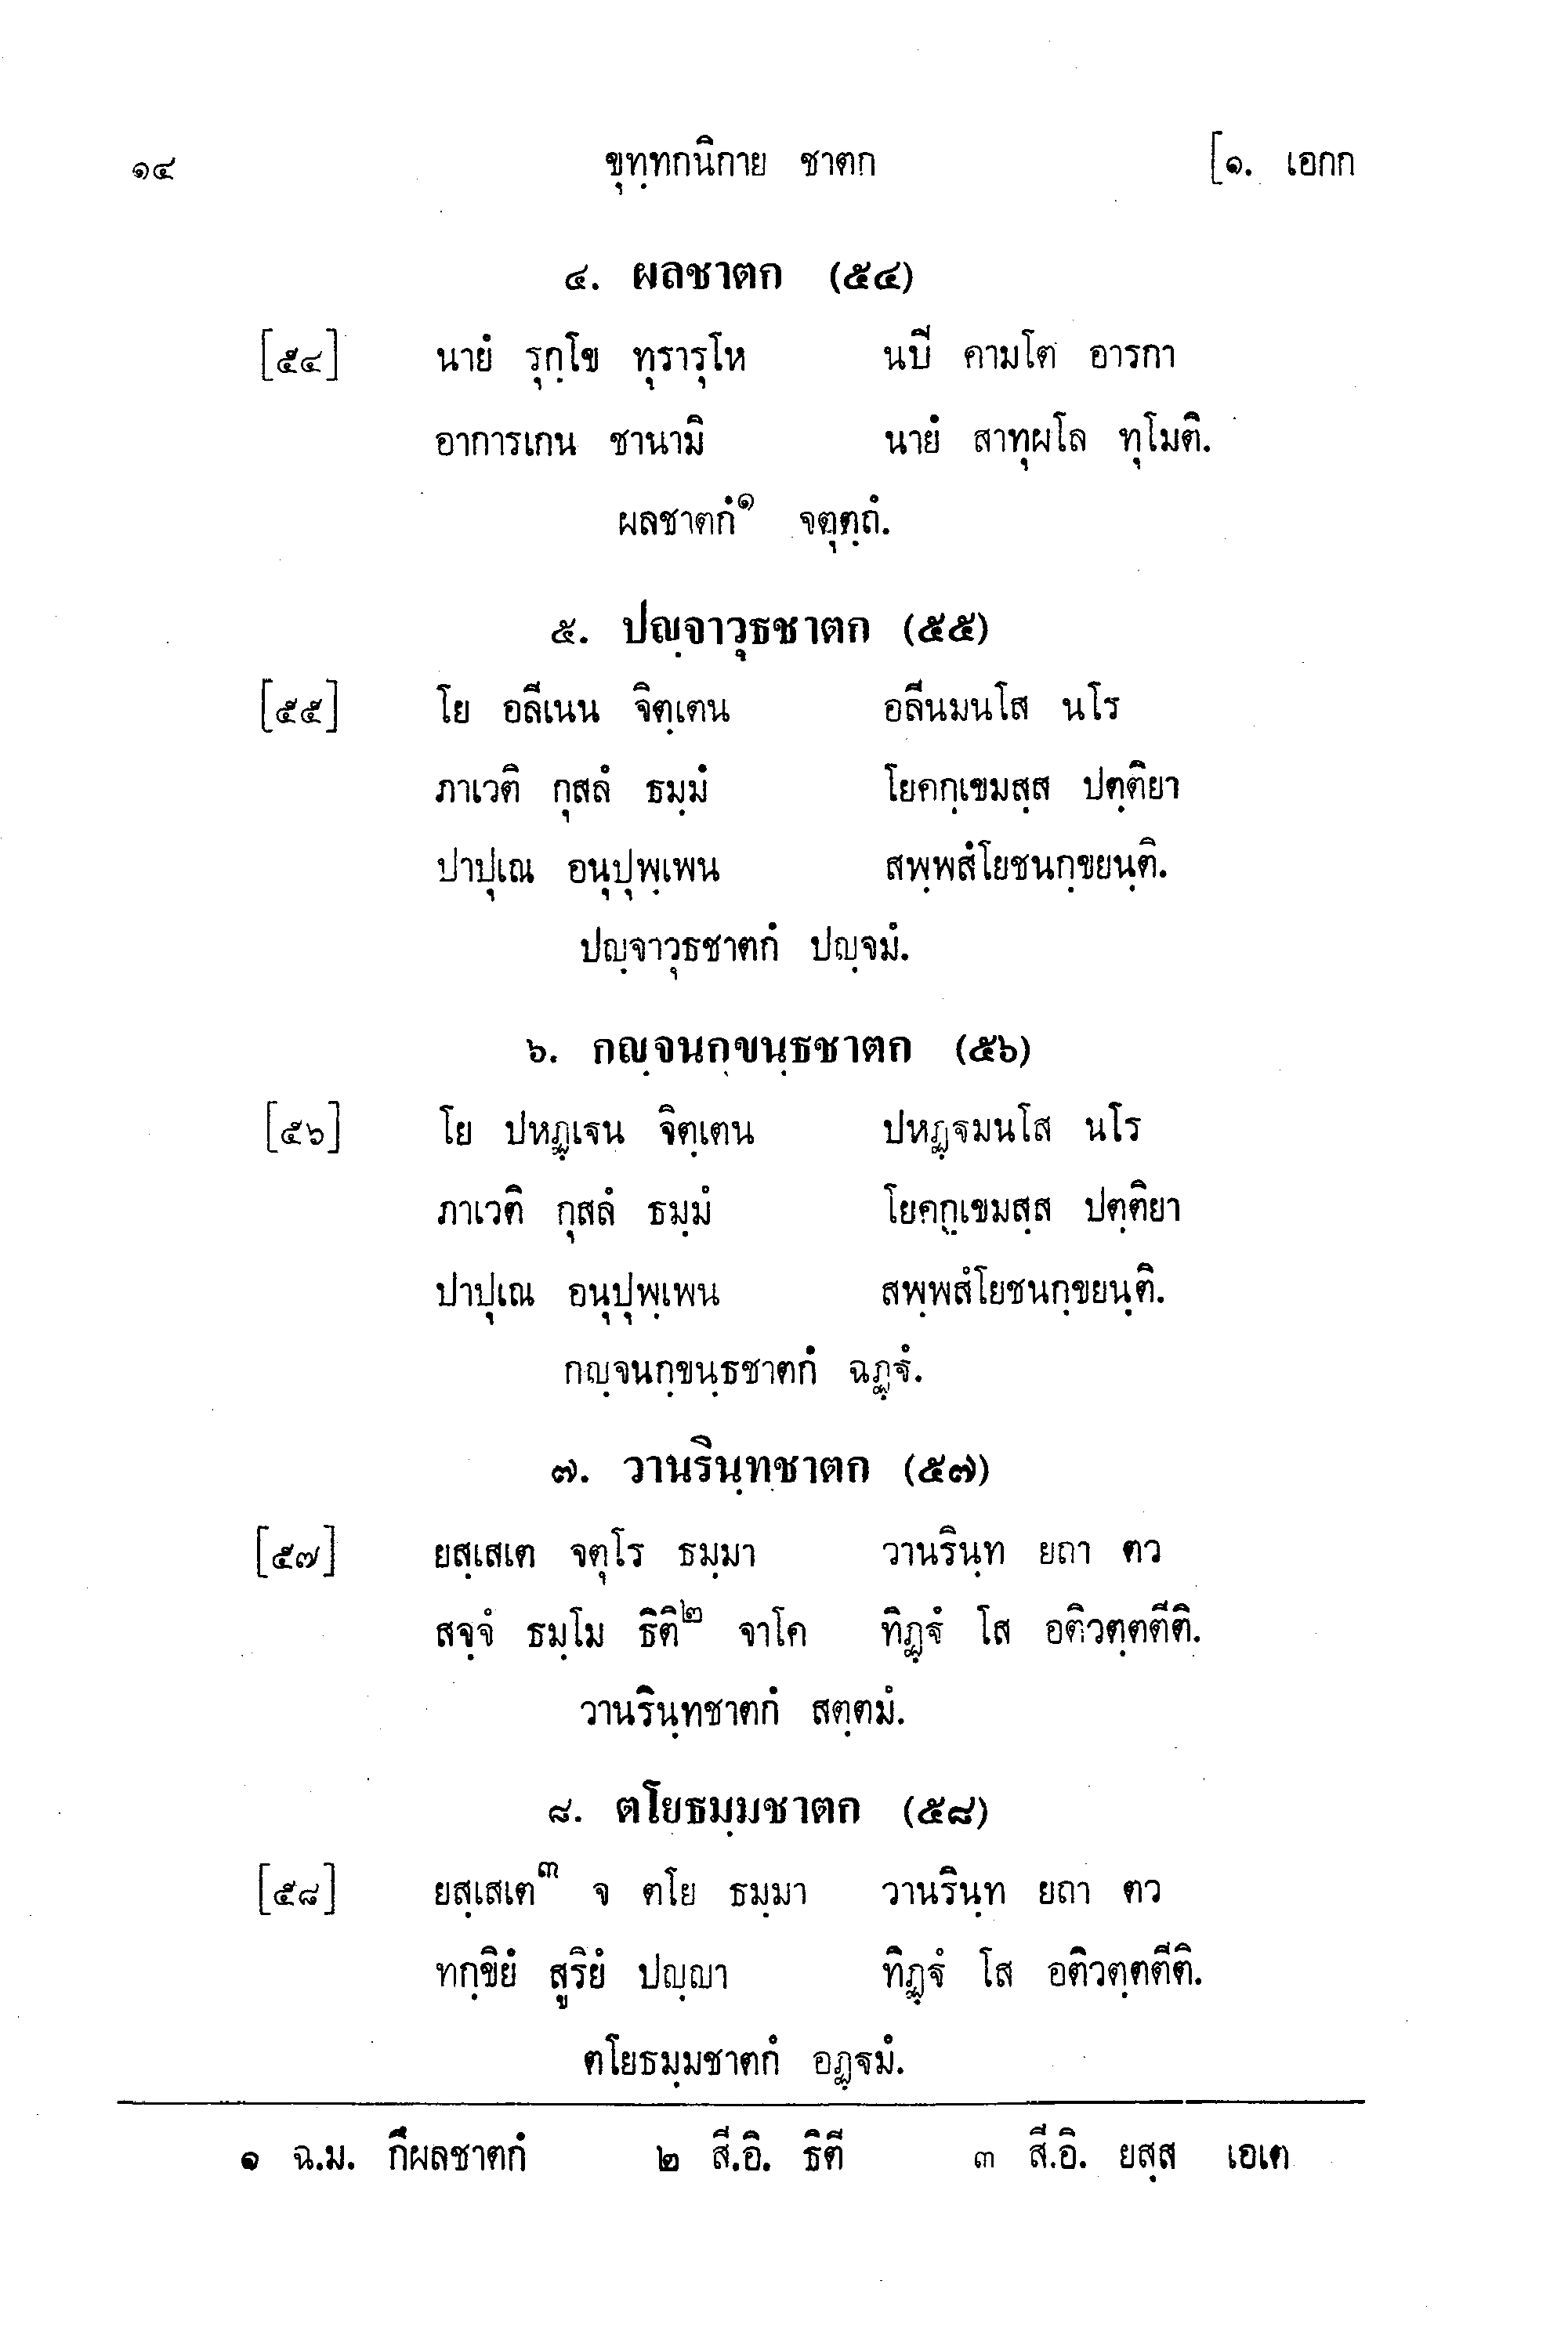 ๑๔ ขุทฺทกนิกาย ชาตก [๑. เอกก
๔. ผลชาตก (๕๔)
[๕๔] นายํ รุกฺโข ทุรารุโห นปี คามโต อารกา
อาการเกน ชานามิ นายํ สาทุผโล ทุโมติ.
ผลชาตกํ๑ จตุตฺถํ.
๕. ปญฺจาวุธชาตก (๕๕)
[๕๕] โย อลีเนน จิตฺเตน อลีนมนโส นโร
ภาเวติ กุสลํ ธมฺมํ โยคกฺเขมสฺส ปตฺติยา
ปาปุเณ อนุปุพฺเพน สพฺพสํโยชนกฺขยนฺติ.
ปญฺจาวุธชาตกํ ปญฺจมํ.
๖. กญฺจนกฺขนฺธชาตก (๕๖)
[๕๖] โย ปหฏฺเฐน จิตฺเตน ปหฏฺฐมนโส นโร
ภาเวติ กุสลํ ธมฺมํ โยคกฺเขมสฺส ปตฺติยา
ปาปุเณ อนุปุพฺเพน สพฺพสํโยชนกฺขยนฺติ.
กญฺจนกฺขนฺธชาตกํ ฉฏฺฐํ.
๗. วานรินฺทชาตก (๕๗)
[๕๗] ยสฺเสเต จตุโร ธมฺมา วานรินฺท ยถา ตว
สจฺจํ ธมฺโม ธิติ๒ จาโค ทิฏฺฐํ โส อติวตฺตตีติ.
วานรินฺทชาตกํ สตฺตมํ.
๘. ตโยธมฺมชาตก (๕๘)
[๕๘] ยสฺเสเต๓ จ ตโย ธมฺมา วานรินฺท ยถา ตว
ทกฺขิยํ สูริยํ ปญฺญา ทิฏฺฐํ โส อติวตฺตตีติ.
ตโยธมฺมชาตกํ อฏฺฐมํ.
๑ ฉ.ม. กึผลชาตกํ ๒ สี.อิ. ธิตี ๓ สี.อิ. ยสฺส เอเต